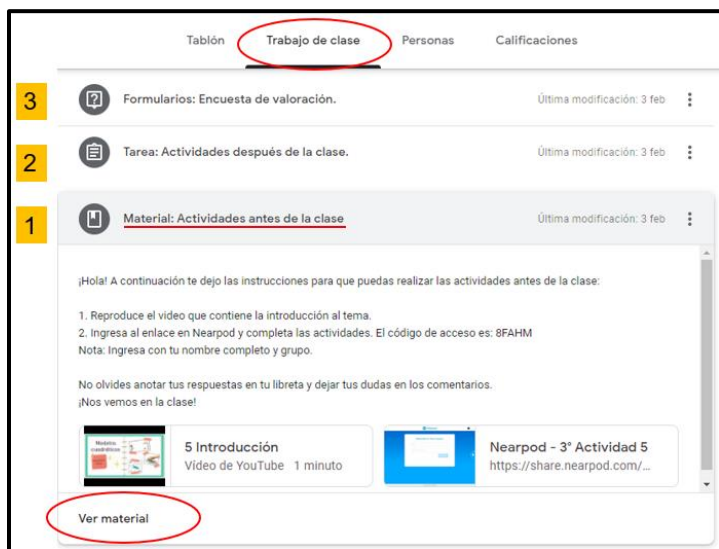 Tablón Trabajo de clase Personas Calificaciones
3 Formularios: Encuesta de valoración. Última modificación: 3 feb
2 Tarea: Actividades después de la clase. Última modificación: 3 feb
1 Material: Actividades antes de la clase Última modificación: 3 feb
¡Hola! A continuación te dejo las instrucciones para que puedas realizar las actividades antes de la clase:
1. Reproduce el video que contiene la introducción al tema.
2. Ingresa al enlace en Nearpod y completa las actividades. El código de acceso es: 8FAHM
Nota: Ingresa con tu nombre completo y grupo.
No olvides anotar tus respuestas en tu libreta y dejar tus dudas en los comentarios.
¡Nos vemos en la clase!
5 Introducción
Vídeo de YouTube 1 minuto
Nearpod - 3° Actividad 5
https://share.nearpod.com/...
Ver material